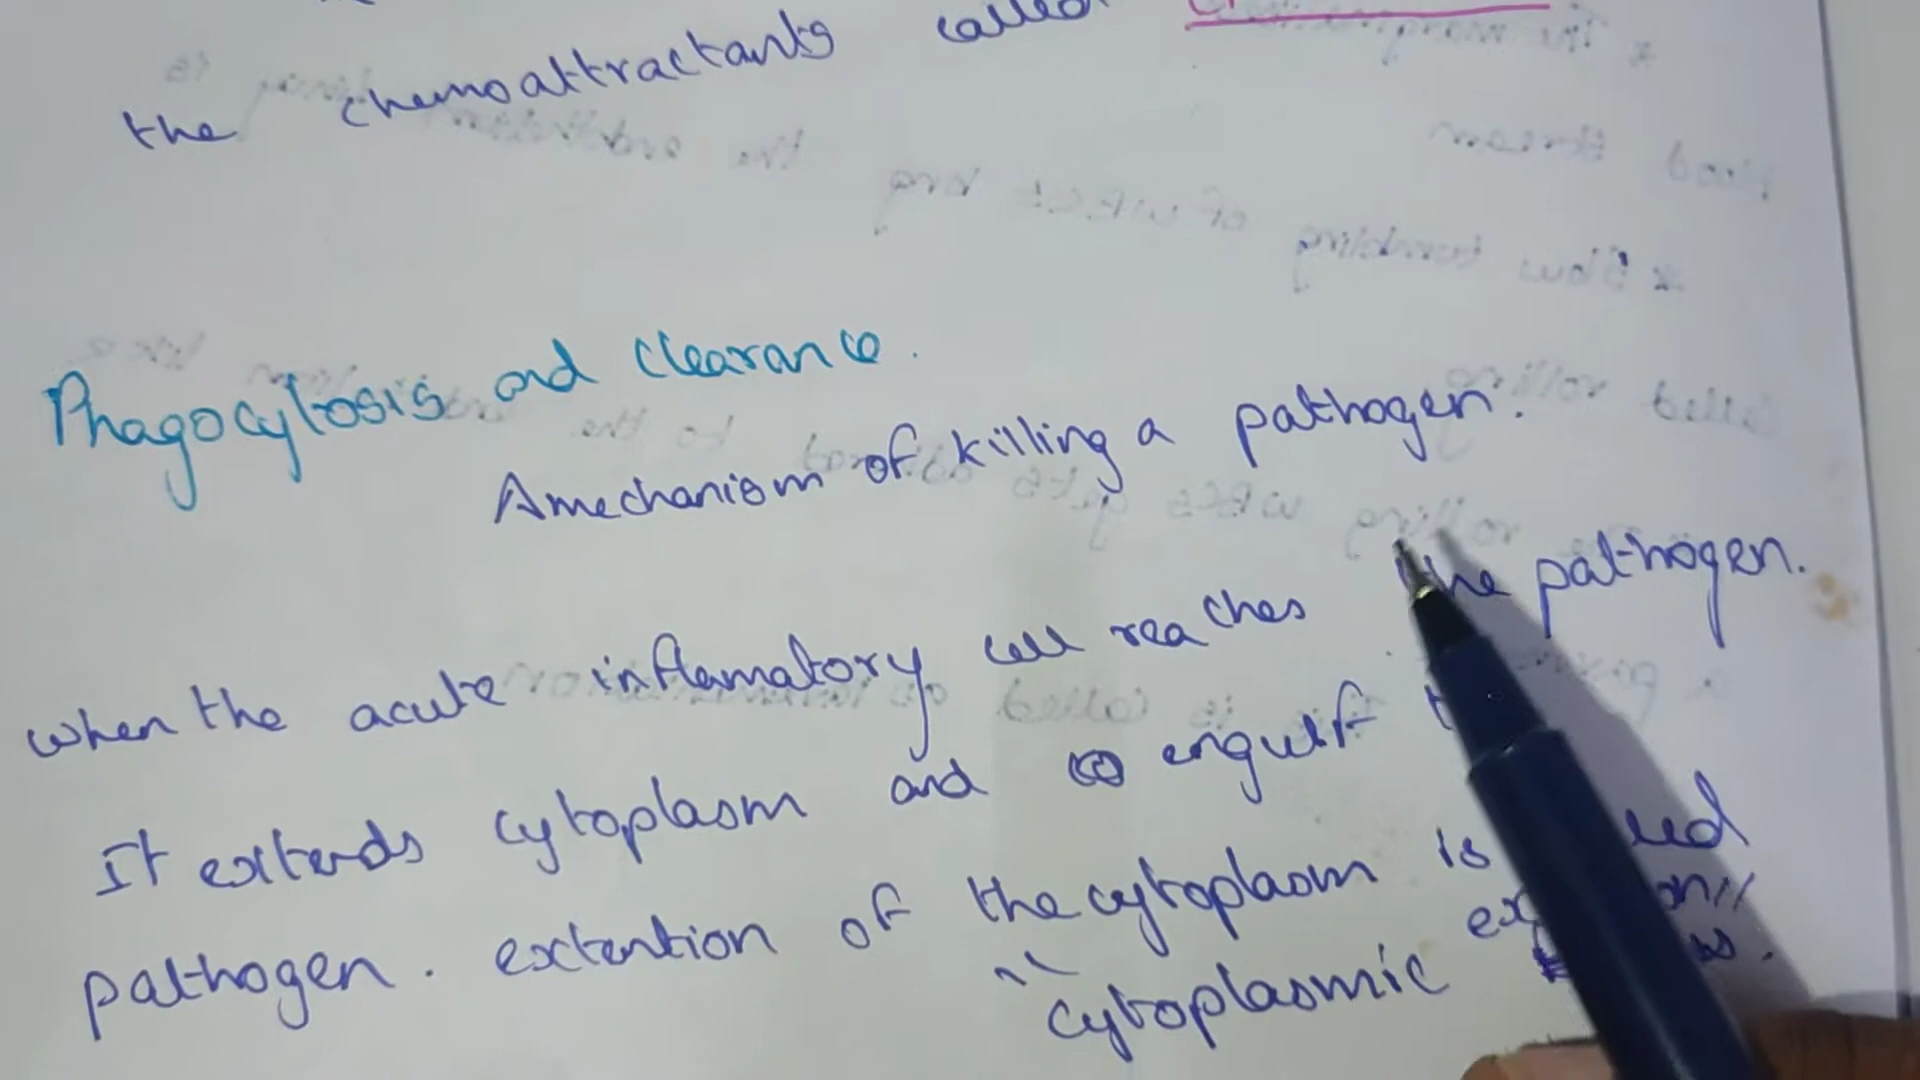 the chemoattractants called
Phagocytosis and clearance.
A mechanism of killing a pathogen.
when the acute inflamatory cell reaches the pathogen.
It extends cytoplasm and engulf
pathogen. extention of the cytoplasm is
"cytoplasmic